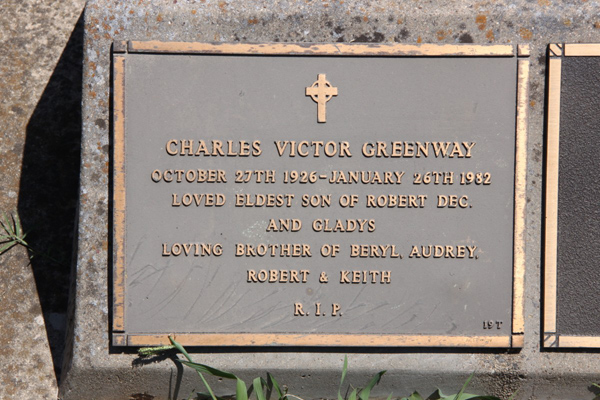 CHARLES VICTOR GREENWAY
OCTOBER 27TH 1926-JANUARY 26TH 1982
LOVED ELDEST SON OF ROBERT DEC.
AND GLADYS
LOVING BROTHER OF BERYL, AUDREY,
ROBERT & KEITH
R.I.P.
19 T